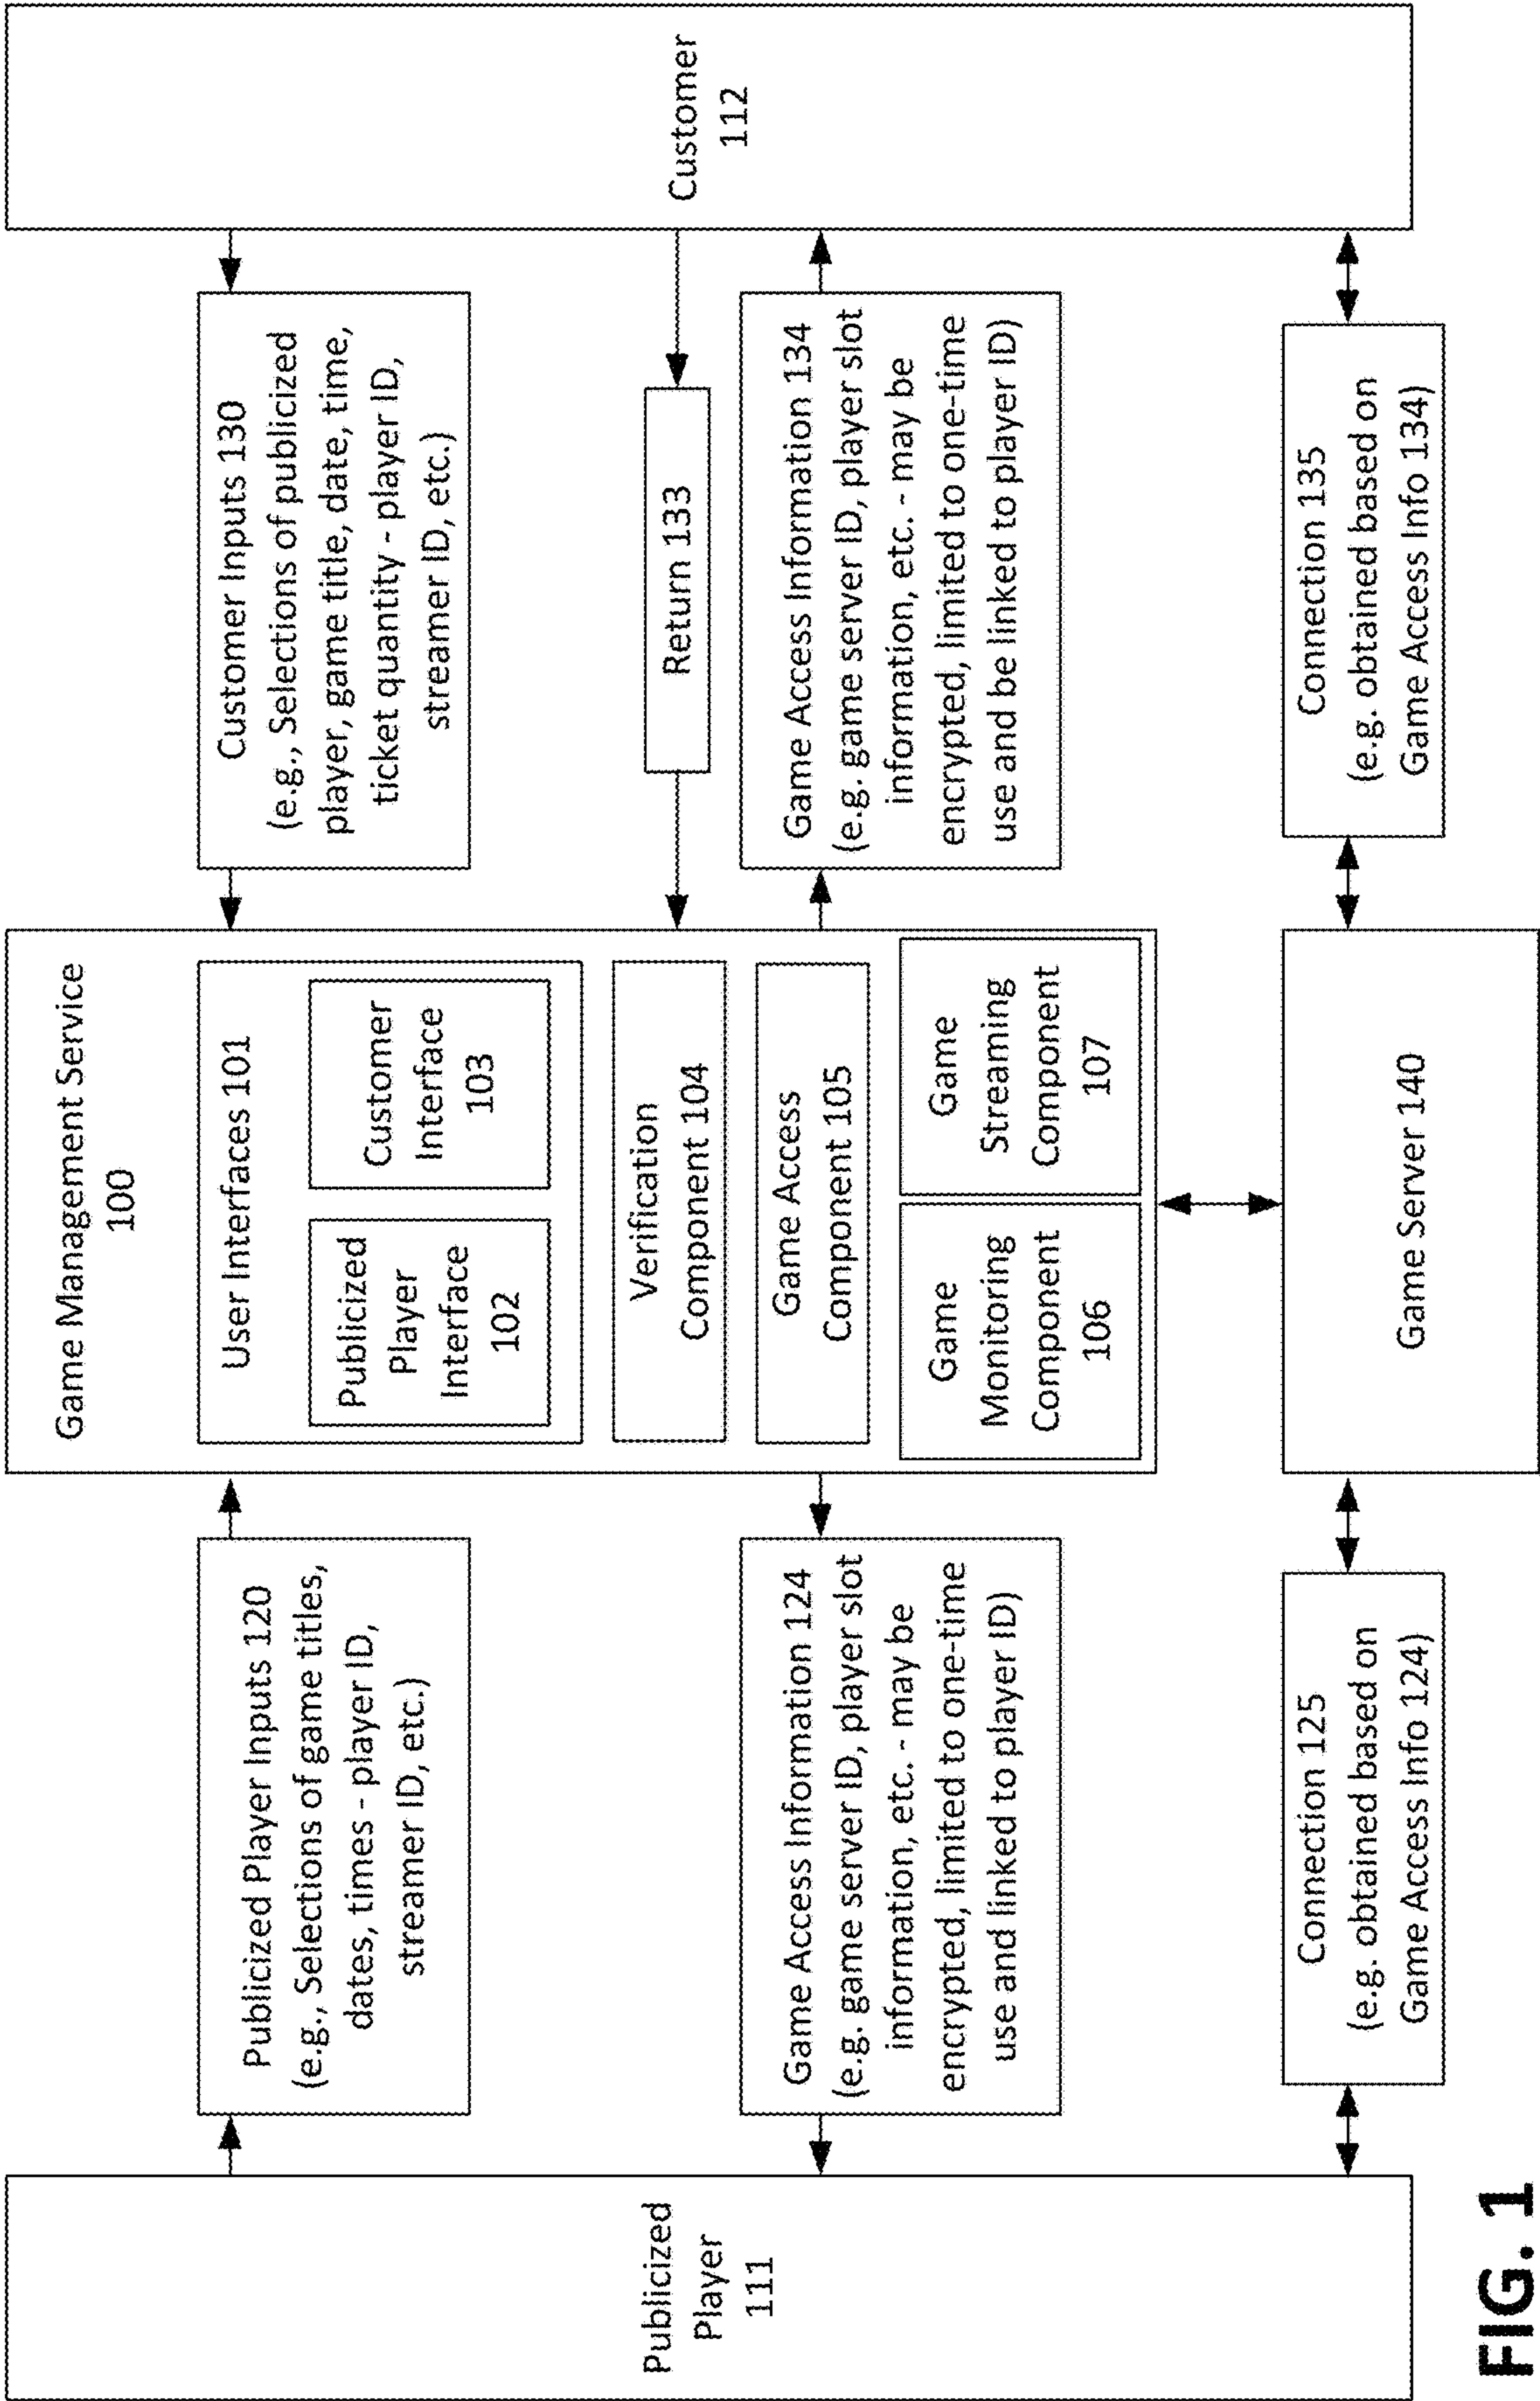 Publicized
Player
111
Publicized Player Inputs 120
(e.g., Selections of game titles,
dates, times - player ID,
streamer ID, etc.)
Game Access Information 124
(e.g. game server ID, player slot
information, etc. - may be
encrypted, limited to one-time
use and linked to player ID)
Connection 125
(e.g. obtained based on
Game Access Info 124)
Game Management Service
100
User Interfaces 101
Publicized
Player
Interface
102
Customer
Interface
103
Verification
Component 104
Game Access
Component 105
Game
Monitoring
Component
106
Game
Streaming
Component
107
Game Server 140
Customer Inputs 130
(e.g., Selections of publicized
player, game title, date, time,
ticket quantity - player ID,
streamer ID, etc.)
Return 133
Game Access Information 134
(e.g. game server ID, player slot
information, etc. - may be
encrypted, limited to one-time
use and be linked to player ID)
Connection 135
(e.g. obtained based on
Game Access Info 134)
Customer
112
FIG. 1